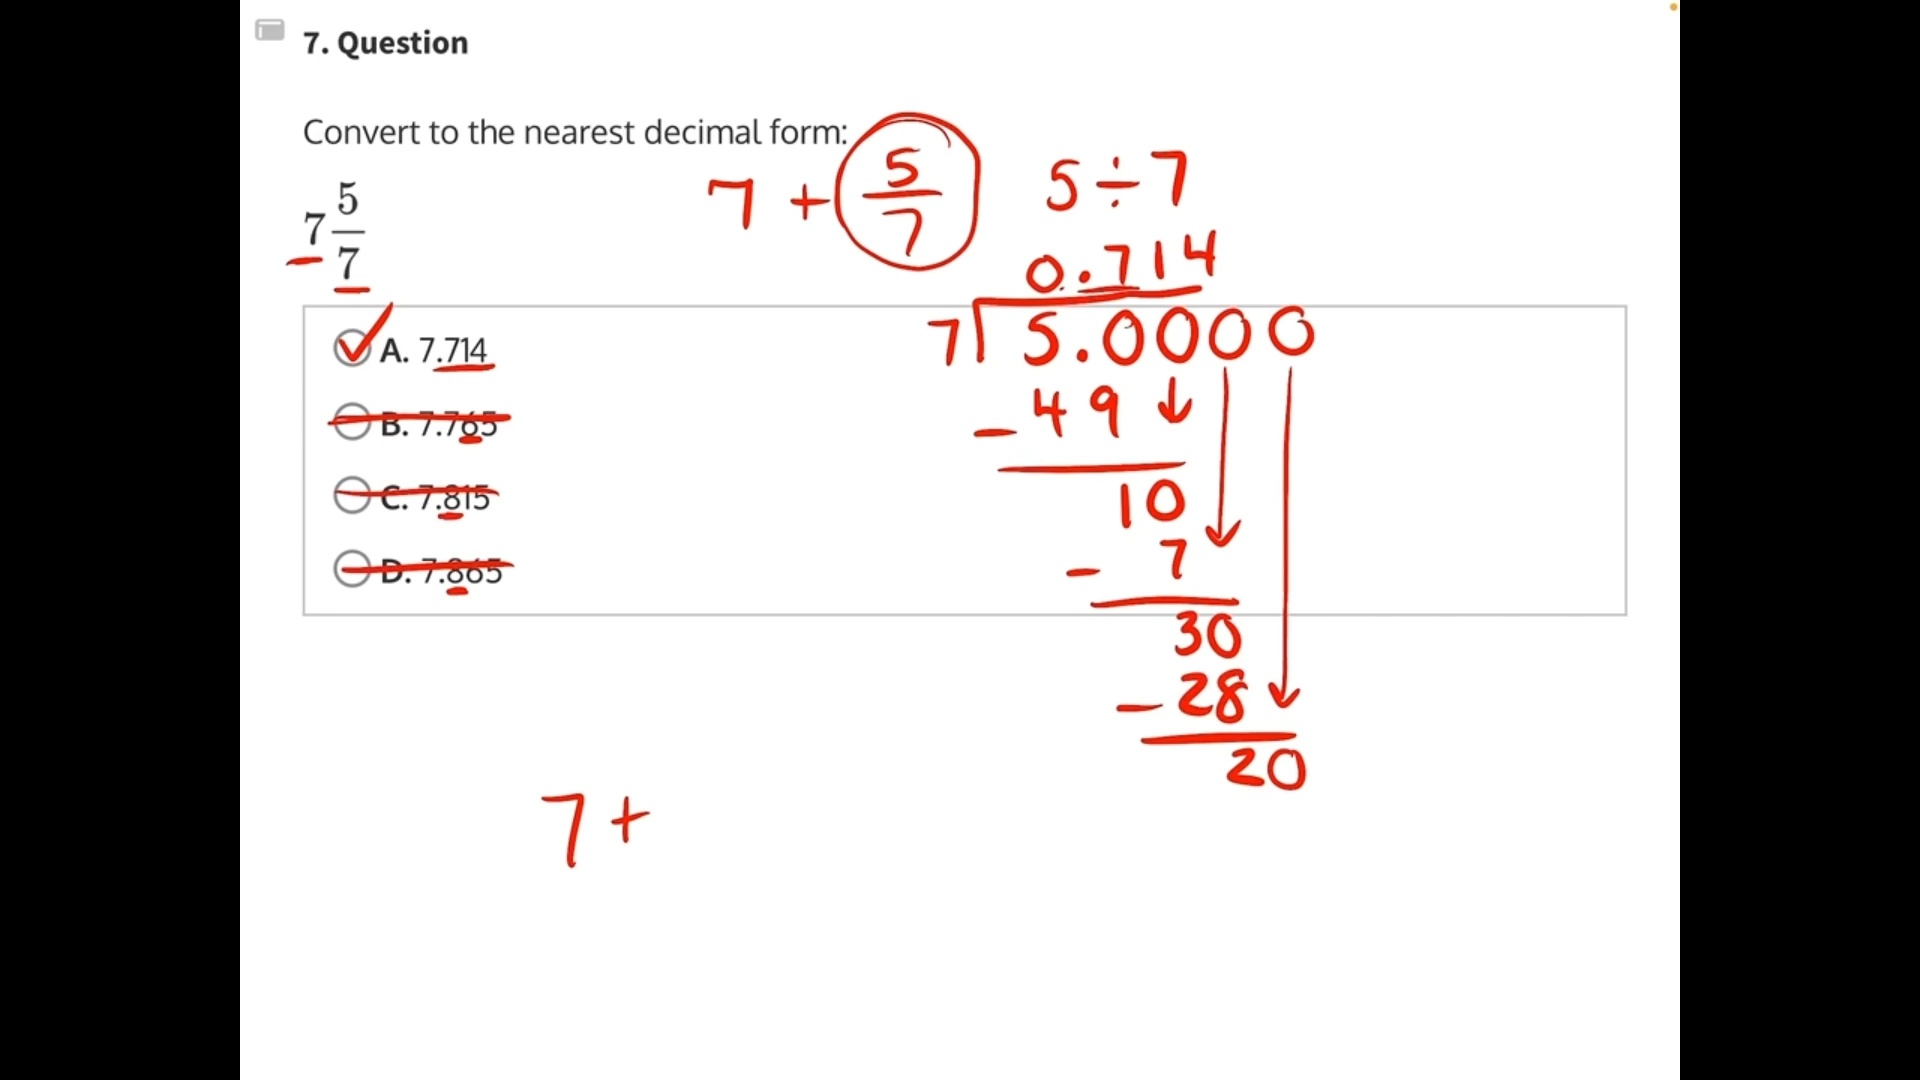 7. Question
Convert to the nearest decimal form:
7 5/7
7 + 5/7
5 ÷ 7
0.714
7 5.0000
A. 7.714
- 49
B. 7.765
10
C. 7.815
- 7
D. 7.865
30
- 28
20
7 +